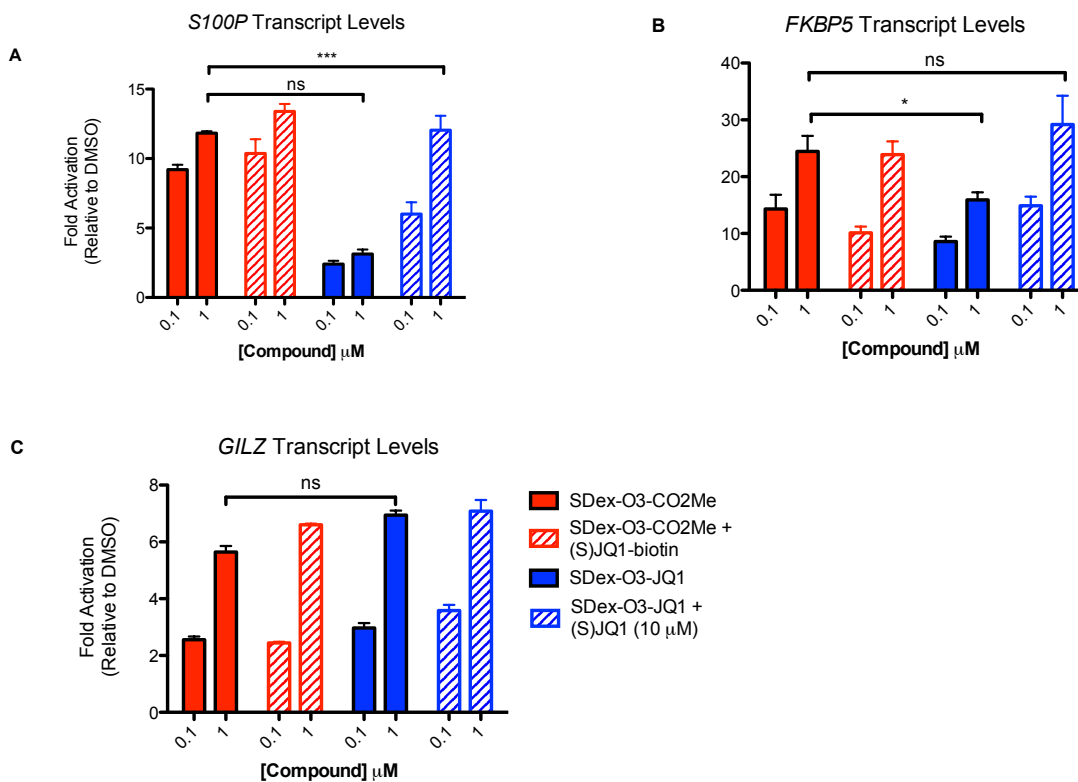 S100P Transcript Levels
A
***
ns
15
10
5
0
Fold Activation
(Relative to DMSO)
0.1
1
0.1
1
0.1
1
0.1
1
[Compound] μM
B
FKBP5 Transcript Levels
ns
*
40
30
20
10
0
0.1
1
0.1
1
0.1
1
0.1
1
[Compound] μM
C
GILZ Transcript Levels
ns
8
6
4
2
0
Fold Activation
(Relative to DMSO)
0.1
1
0.1
1
0.1
1
0.1
1
[Compound] μM
SDex-O3-CO2Me
SDex-O3-CO2Me +
(S)JQ1-biotin
SDex-O3-JQ1
SDex-O3-JQ1 +
(S)JQ1 (10 μM)